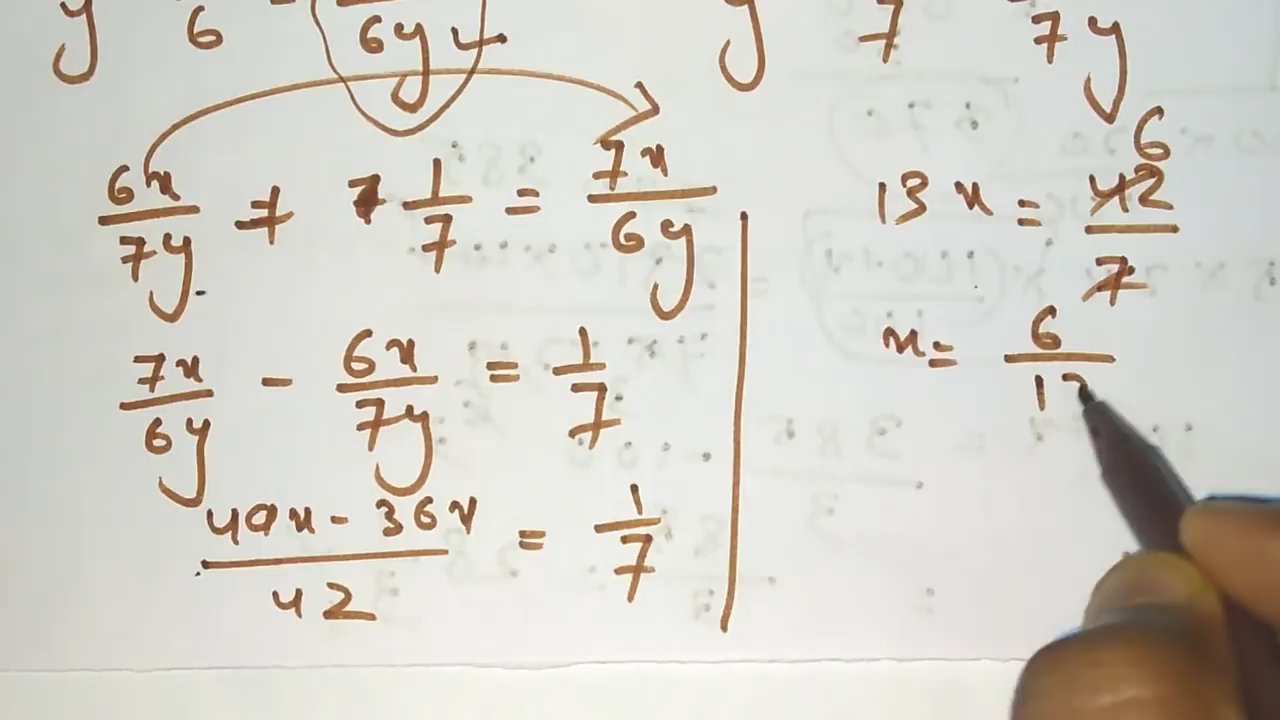 y 6 6y y 7 7y
6x/7y + 1/7 = 7x/6y
7x/6y - 6x/7y = 1/7
49x - 36x/42 = 1/7
6
13x = 42/7
x = 6/13